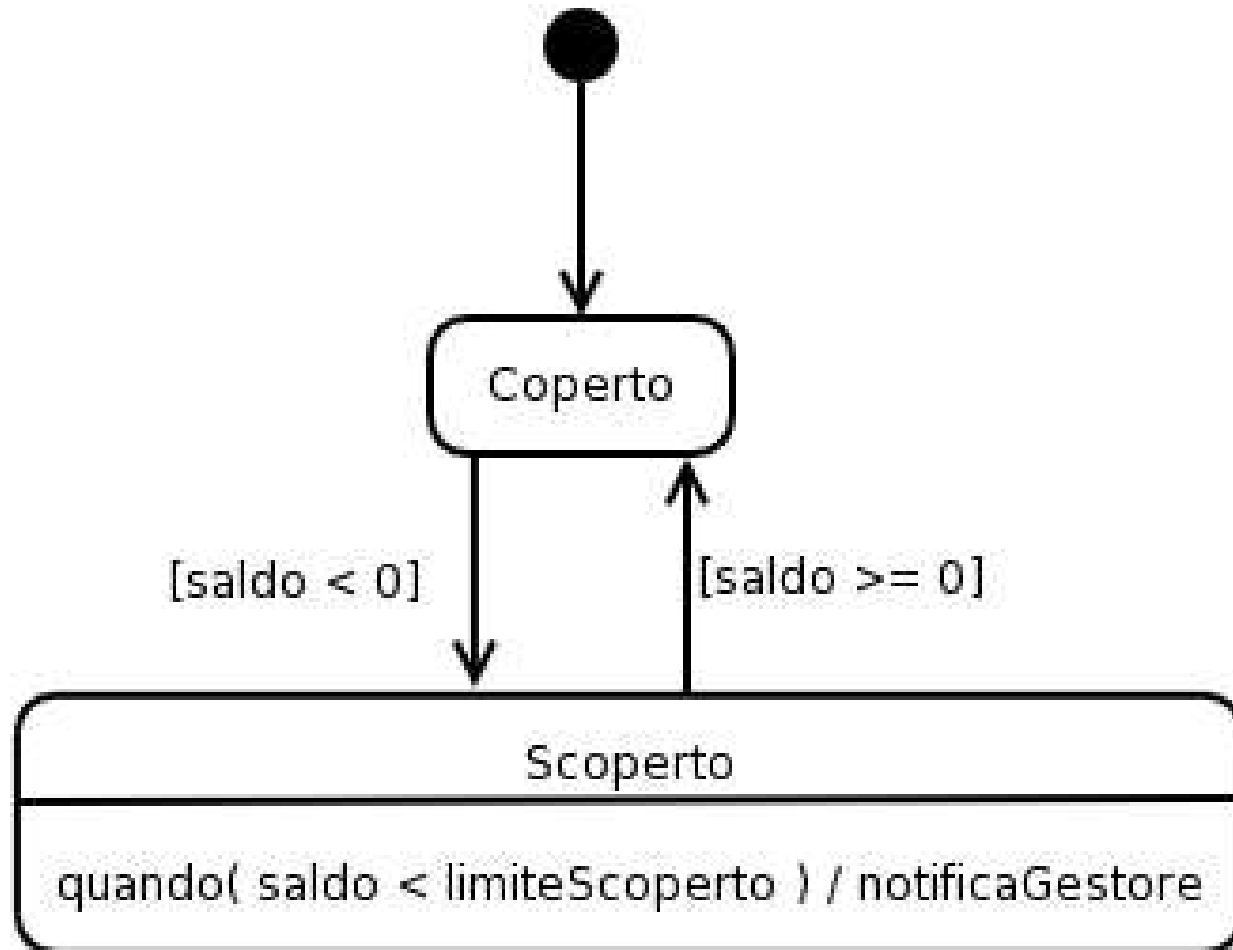 Coperto
[saldo < 0]
[saldo >= 0]
Scoperto
quando( saldo < limiteScoperto ) / notificaGestore